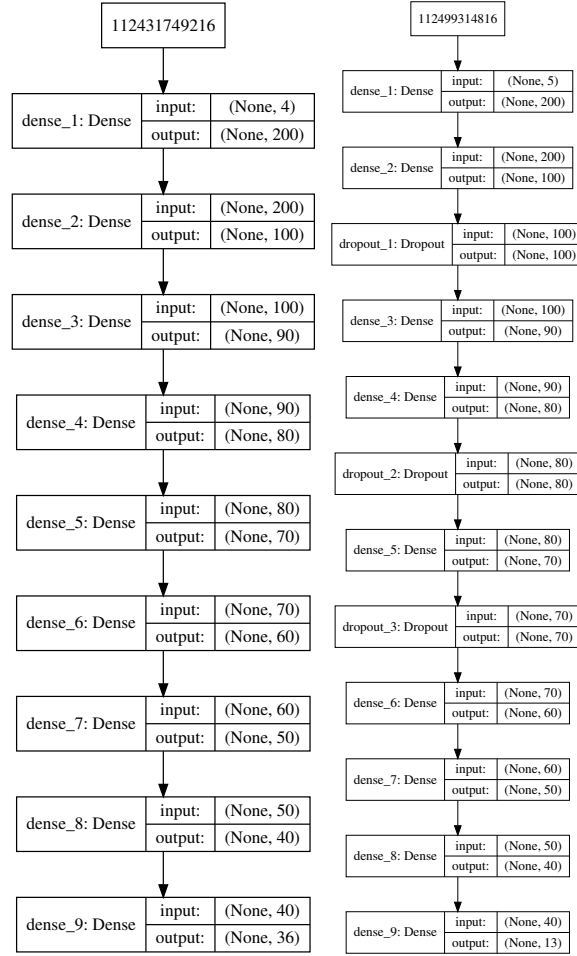 112431749216
dense_1: Dense
input:
(None, 4)
output:
(None, 200)
dense_2: Dense
input:
(None, 200)
output:
(None, 100)
dense_3: Dense
input:
(None, 100)
output:
(None, 90)
dense_4: Dense
input:
(None, 90)
output:
(None, 80)
dense_5: Dense
input:
(None, 80)
output:
(None, 70)
dense_6: Dense
input:
(None, 70)
output:
(None, 60)
dense_7: Dense
input:
(None, 60)
output:
(None, 50)
dense_8: Dense
input:
(None, 50)
output:
(None, 40)
dense_9: Dense
input:
(None, 40)
output:
(None, 36)
112499314816
dense_1: Dense
input:
(None, 5)
output:
(None, 200)
dense_2: Dense
input:
(None, 200)
output:
(None, 100)
dropout_1: Dropout
input:
(None, 100)
output:
(None, 100)
dense_3: Dense
input:
(None, 100)
output:
(None, 90)
dense_4: Dense
input:
(None, 90)
output:
(None, 80)
dropout_2: Dropout
input:
(None, 80)
output:
(None, 80)
dense_5: Dense
input:
(None, 80)
output:
(None, 70)
dropout_3: Dropout
input:
(None, 70)
output:
(None, 70)
dense_6: Dense
input:
(None, 70)
output:
(None, 60)
dense_7: Dense
input:
(None, 60)
output:
(None, 50)
dense_8: Dense
input:
(None, 50)
output:
(None, 40)
dense_9: Dense
input:
(None, 40)
output:
(None, 13)